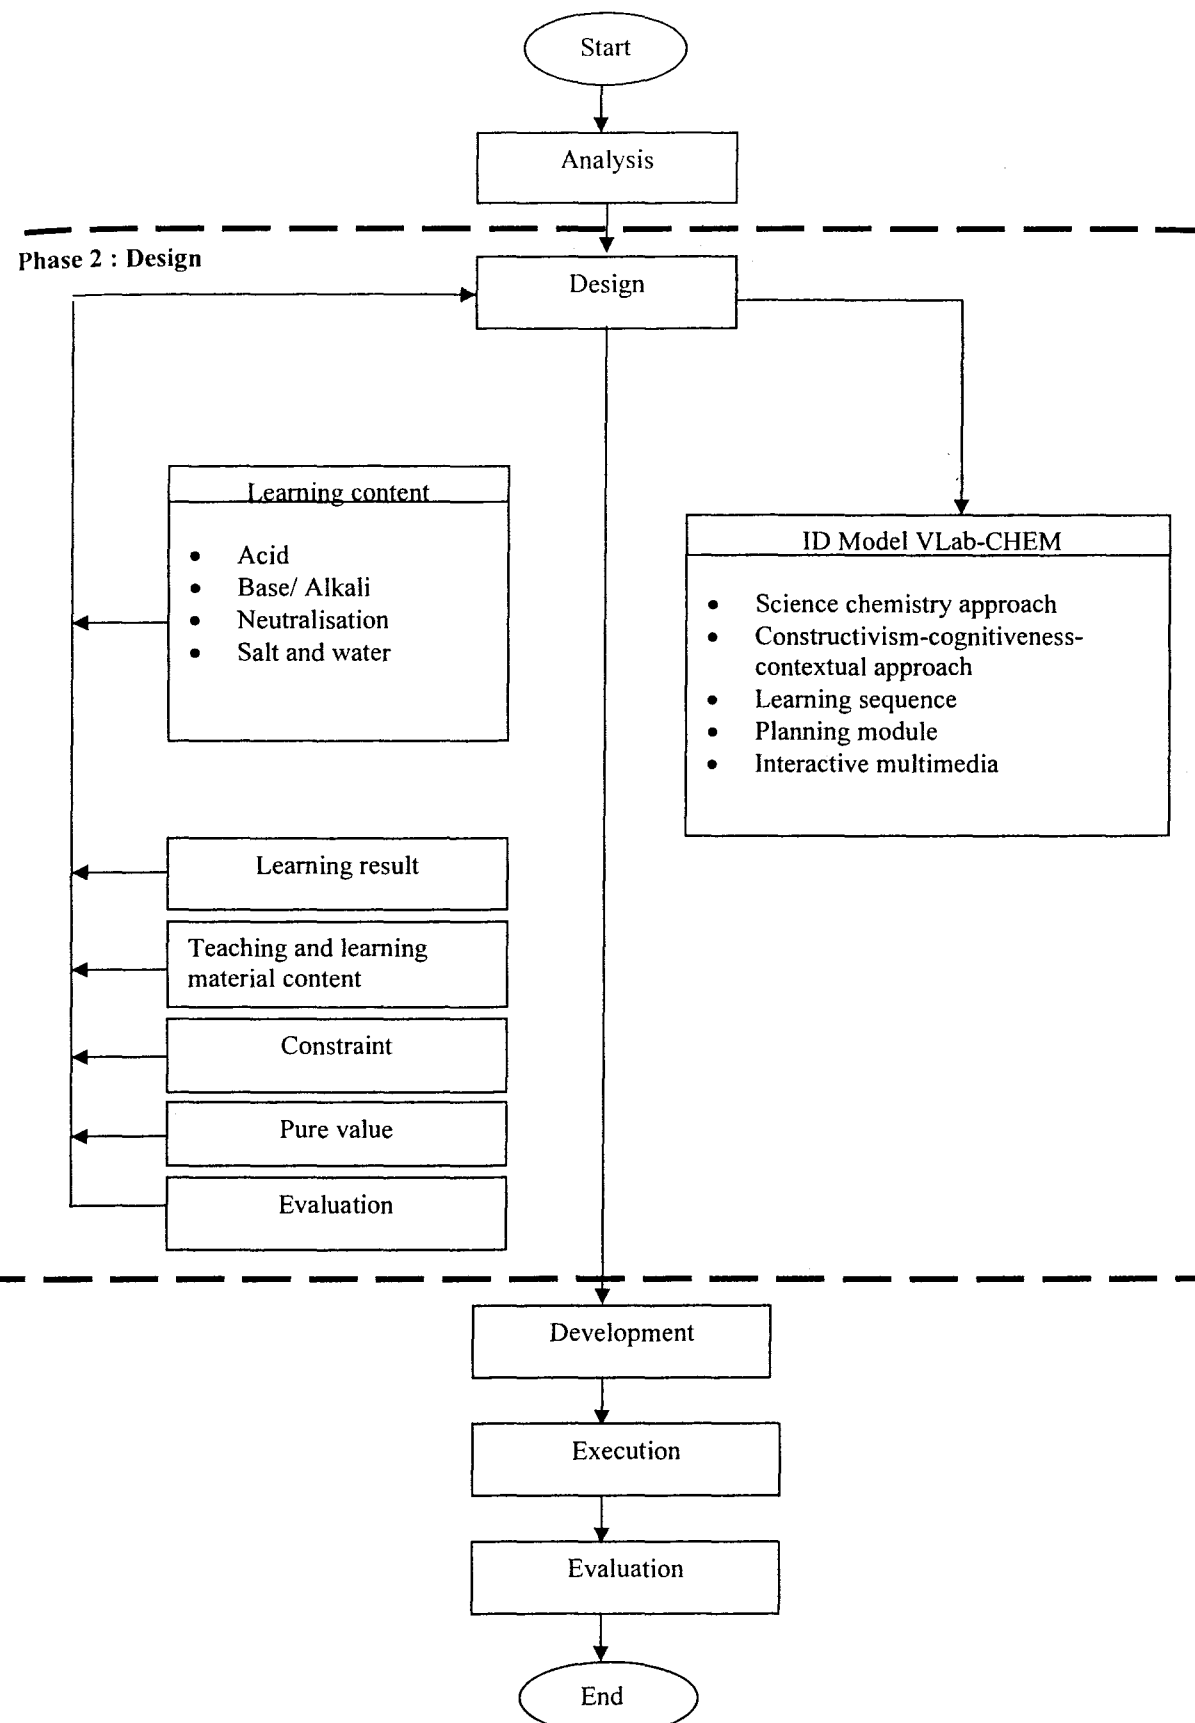 Start
Analysis
Phase 2 : Design
Design
Learning content
• Acid
• Base/ Alkali
• Neutralisation
• Salt and water
ID Model VLab-CHEM
• Science chemistry approach
• Constructivism-cognitiveness-
contextual approach
• Learning sequence
• Planning module
• Interactive multimedia
Learning result
Teaching and learning
material content
Constraint
Pure value
Evaluation
Development
Execution
Evaluation
End